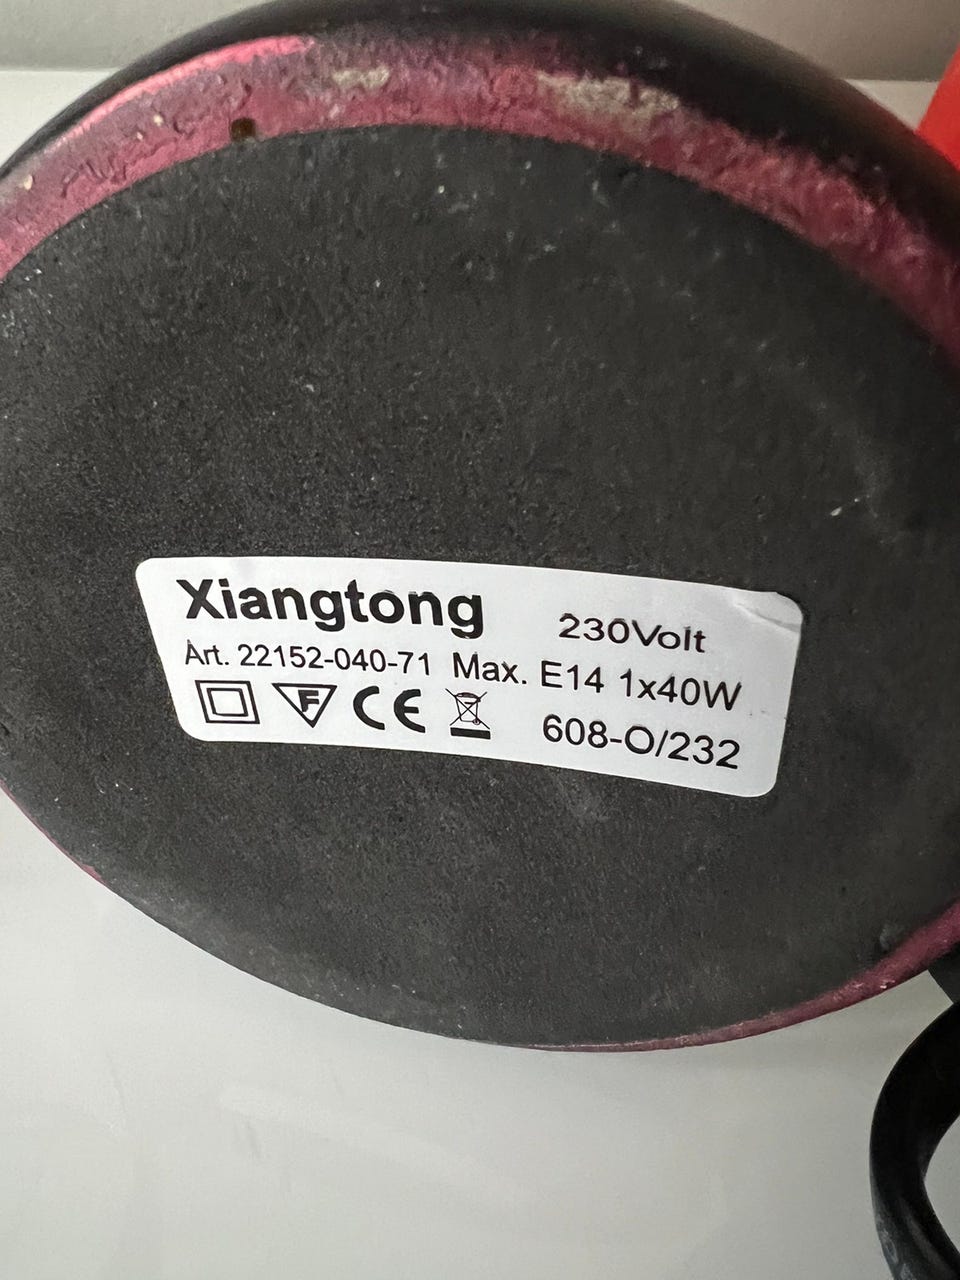 Xiangtong 230Volt
Art. 22152-040-71 Max. E14 1x40W
F CE 608-O/232